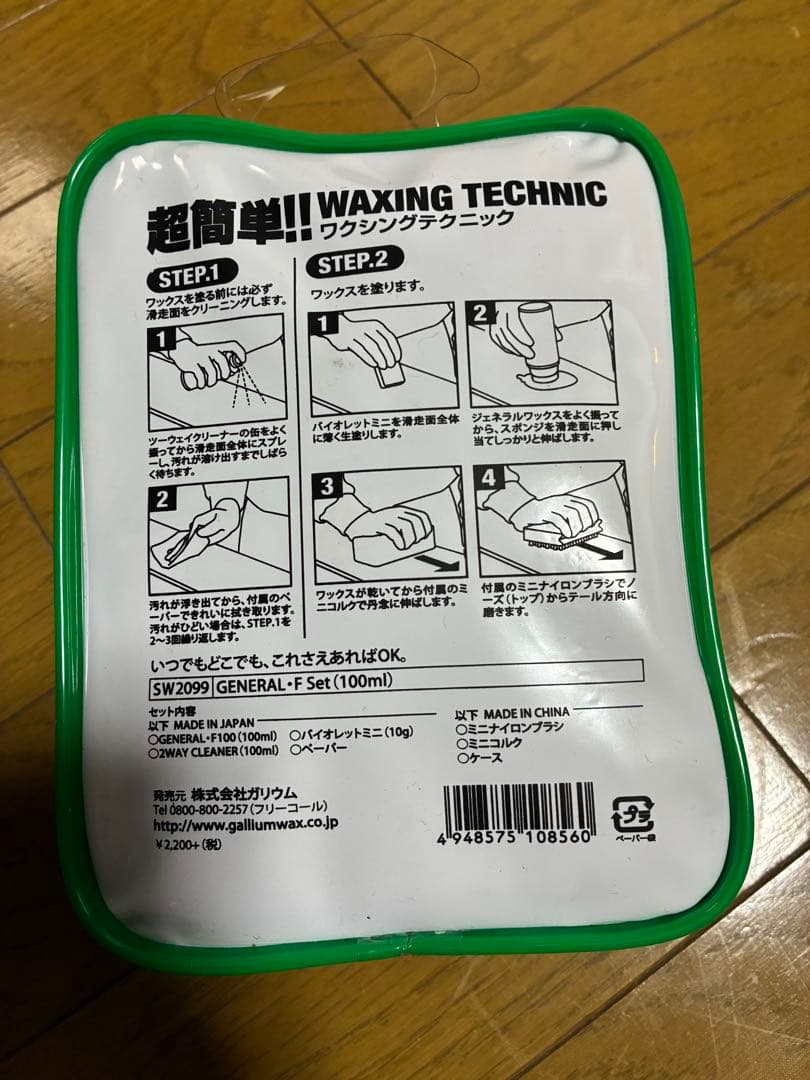 超簡単!! WAXING TECHNIC
ワクシングテクニック
STEP.1
ワックスを塗る前には必ず
滑走面をクリーニングします。
1
ツーウェイクリーナーの缶をよく
振ってから滑走面全体にスプレ
ーし、汚れが溶け出すまでしばら
く待ちます。
2
汚れが浮き出てから、付属のペ
ーパーできれいに拭き取ります。
汚れがひどい場合は、STEP.1を
2〜3回繰り返します。
STEP.2
ワックスを塗ります。
1
バイオレットミニを滑走面全体
に薄く生塗りします。
2
ジェネラルワックスをよく振って
から、スポンジを滑走面に押し
当てしっかりと伸ばします。
3
ワックスが乾いてから付属のミ
ニコルクで丹念に伸ばします。
4
付属のミニナイロンブラシでノ
ーズ(トップ)からテール方向に
磨きます。
いつでもどこでも、これさえあればOK。
SW2099 GENERAL・F Set(100ml)
セット内容
以下 MADE IN JAPAN
○GENERAL・F100(100ml) ○バイオレットミニ(10g)
○2WAY CLEANER(100ml) ○ペーパー
以下 MADE IN CHINA
○ミニナイロンブラシ
○ミニコルク
○ケース
発売元 株式会社ガリウム
Tel 0800-800-2257(フリーコール)
http://www.galliumwax.co.jp
¥2,200+(税)
4 948575 108560
プラ
ペーパー袋